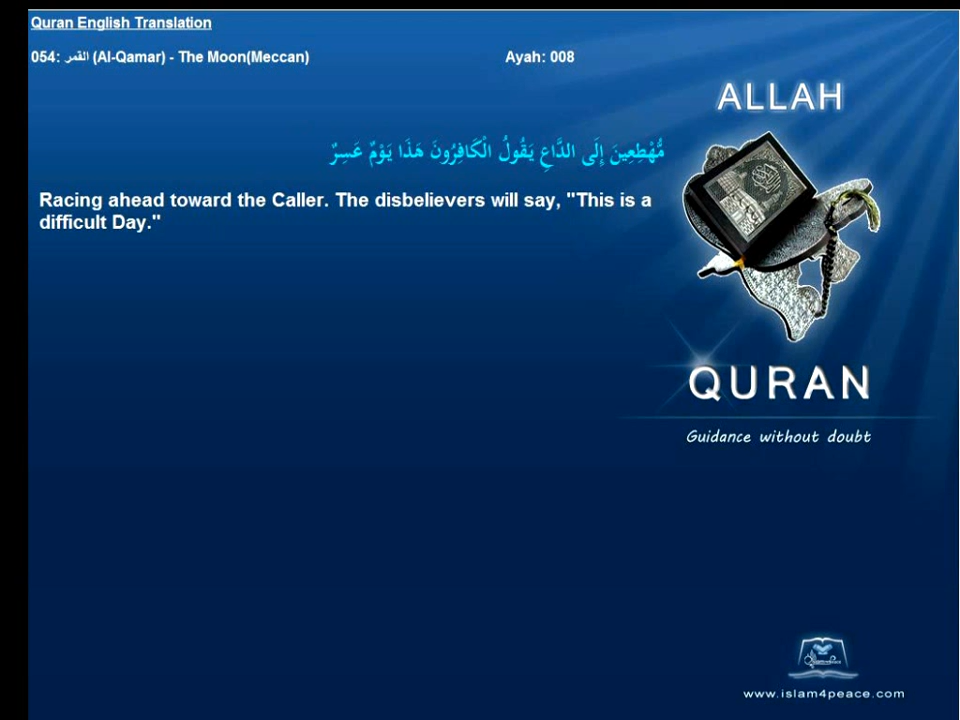 Quran English Translation
054: القمر (Al-Qamar) - The Moon(Meccan) Ayah: 008
ALLAH
مُّهْطِعِينَ إِلَى الدَّاعِ يَقُولُ الْكَافِرُونَ هَذَا يَوْمٌ عَسِرٌ
Racing ahead toward the Caller. The disbelievers will say, "This is a
difficult Day."
QURAN
Guidance without doubt
www.islam4peace.com